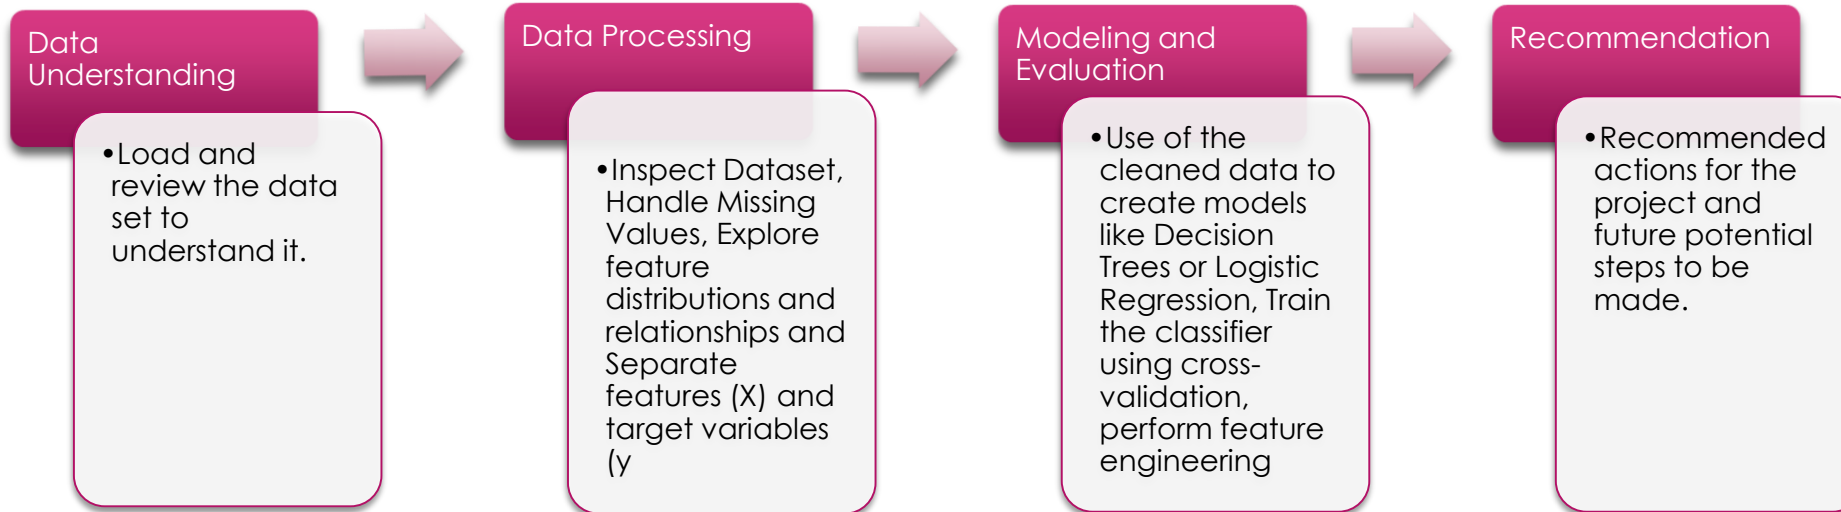 Data
Understanding
•Load and
review the data
set to
understand it.
Data Processing
•Inspect Dataset,
Handle Missing
Values, Explore
feature
distributions and
relationships and
Separate
features (X) and
target variables
(y
Modeling and
Evaluation
•Use of the
cleaned data to
create models
like Decision
Trees or Logistic
Regression, Train
the classifier
using cross-
validation,
perform feature
engineering
Recommendation
•Recommended
actions for the
project and
future potential
steps to be
made.